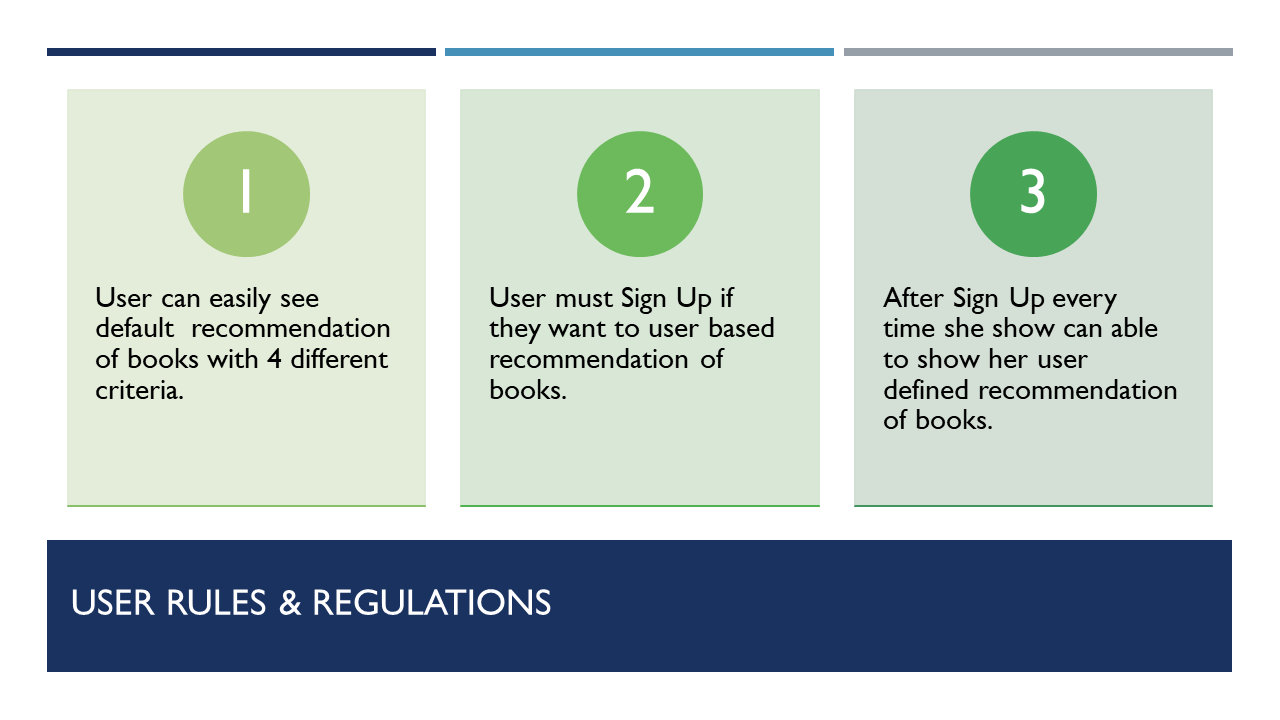 1
User can easily see
default  recommendation
of books with 4 different
criteria.
2
User must Sign Up if
they want to user based
recommendation of
books.
3
After Sign Up every
time she show can able
to show her user
defined recommendation
of books.
USER RULES & REGULATIONS